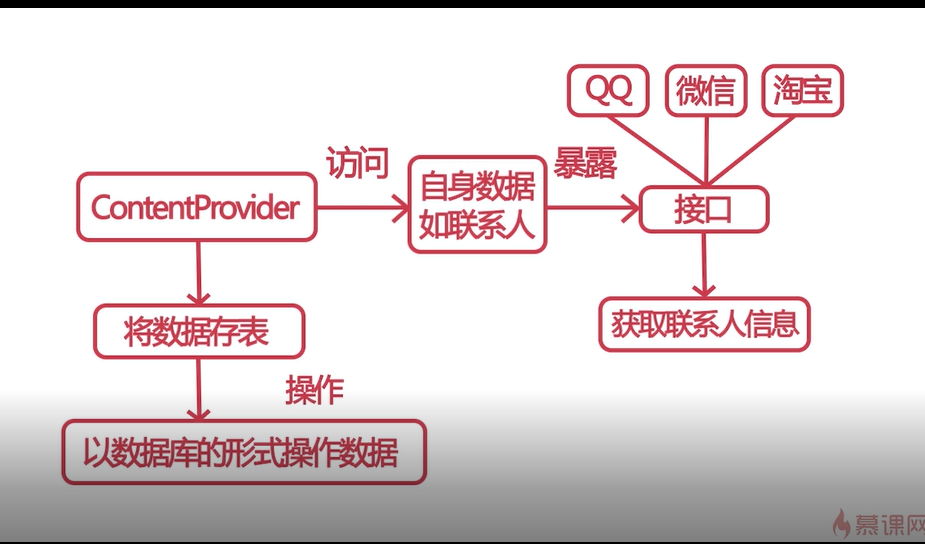 QQ
微信
淘宝
访问
暴露
ContentProvider
自身数据
如联系人
接口
将数据存表
获取联系人信息
操作
以数据库的形式操作数据
慕课网